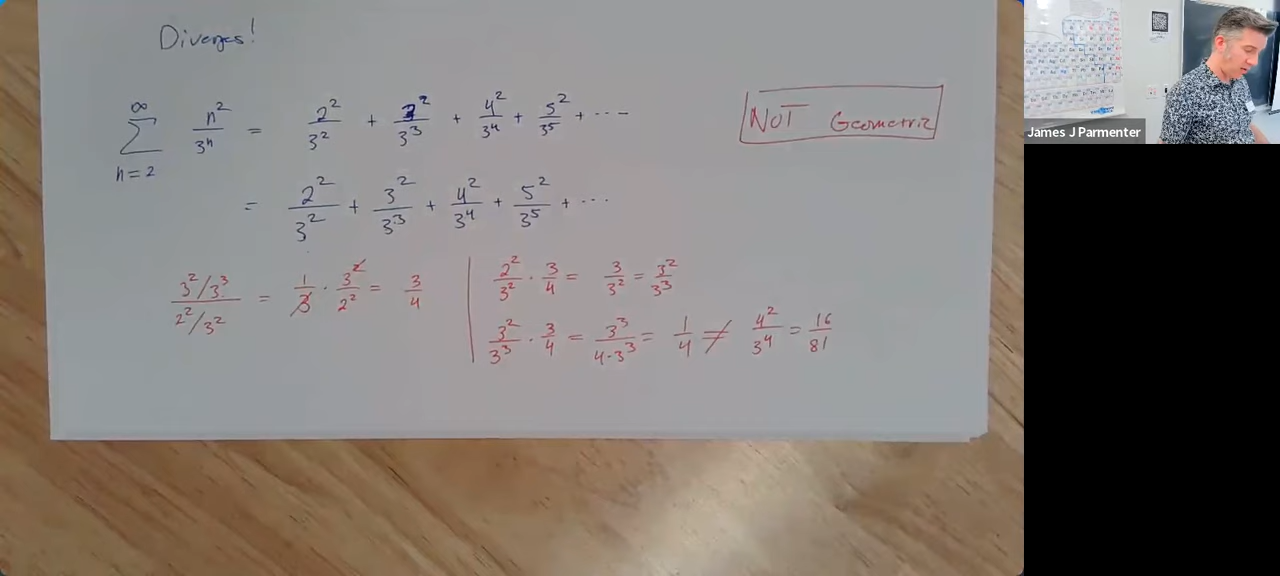 Diverges!
∞
∑ n²/3ⁿ = 2²/3² + 3²/3³ + 4²/3⁴ + 5²/3⁵ + ...
n=2
NOT Geometric
= 2²/3² + 3²/3³ + 4²/3⁴ + 5²/3⁵ + ...
(3²/3³)/(2²/3²) = 1/3 · 3²/2² = 3/4
2²/3² · 3/4 = 3/3² = 3²/3³
3²/3³ · 3/4 = 3³/(4·3³) = 1/4 ≠ 4²/3⁴ = 16/81
James J Parmenter